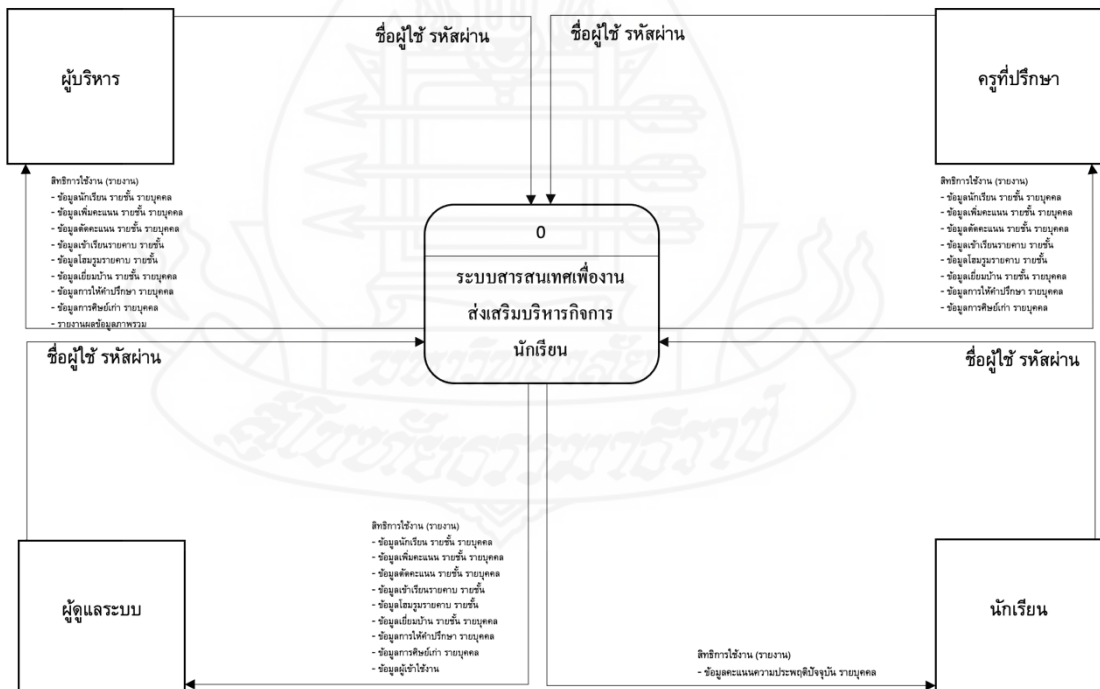 ชื่อผู้ใช้ รหัสผ่าน
ชื่อผู้ใช้ รหัสผ่าน
ผู้บริหาร
ครูที่ปรึกษา
สิทธิการใช้งาน (รายงาน)
- ข้อมูลนักเรียน รายชั้น รายบุคคล
- ข้อมูลเพิ่มคะแนน รายชั้น รายบุคคล
- ข้อมูลตัดคะแนน รายชั้น รายบุคคล
- ข้อมูลเข้าเรียนรายคาบ รายชั้น
- ข้อมูลโฮมรูมรายคาบ รายชั้น
- ข้อมูลเยี่ยมบ้าน รายชั้น รายบุคคล
- ข้อมูลการให้คำปรึกษา รายบุคคล
- ข้อมูลการศิษย์เก่า รายบุคคล
- รายงานผลข้อมูลภาพรวม
สิทธิการใช้งาน (รายงาน)
- ข้อมูลนักเรียน รายชั้น รายบุคคล
- ข้อมูลเพิ่มคะแนน รายชั้น รายบุคคล
- ข้อมูลตัดคะแนน รายชั้น รายบุคคล
- ข้อมูลเข้าเรียนรายคาบ รายชั้น
- ข้อมูลโฮมรูมรายคาบ รายชั้น
- ข้อมูลเยี่ยมบ้าน รายชั้น รายบุคคล
- ข้อมูลการให้คำปรึกษา รายบุคคล
- ข้อมูลการศิษย์เก่า รายบุคคล
0
ระบบสารสนเทศเพื่องาน
ส่งเสริมบริหารกิจการ
นักเรียน
ชื่อผู้ใช้ รหัสผ่าน
ชื่อผู้ใช้ รหัสผ่าน
มหาวิทยาลัย
สุโขทัยธรรมาธิราช
ผู้ดูแลระบบ
สิทธิการใช้งาน (รายงาน)
- ข้อมูลนักเรียน รายชั้น รายบุคคล
- ข้อมูลเพิ่มคะแนน รายชั้น รายบุคคล
- ข้อมูลตัดคะแนน รายชั้น รายบุคคล
- ข้อมูลเข้าเรียนรายคาบ รายชั้น
- ข้อมูลโฮมรูมรายคาบ รายชั้น
- ข้อมูลเยี่ยมบ้าน รายชั้น รายบุคคล
- ข้อมูลการให้คำปรึกษา รายบุคคล
- ข้อมูลการศิษย์เก่า รายบุคคล
- ข้อมูลผู้เข้าใช้งาน
นักเรียน
สิทธิการใช้งาน (รายงาน)
- ข้อมูลคะแนนความประพฤติปัจจุบัน รายบุคคล